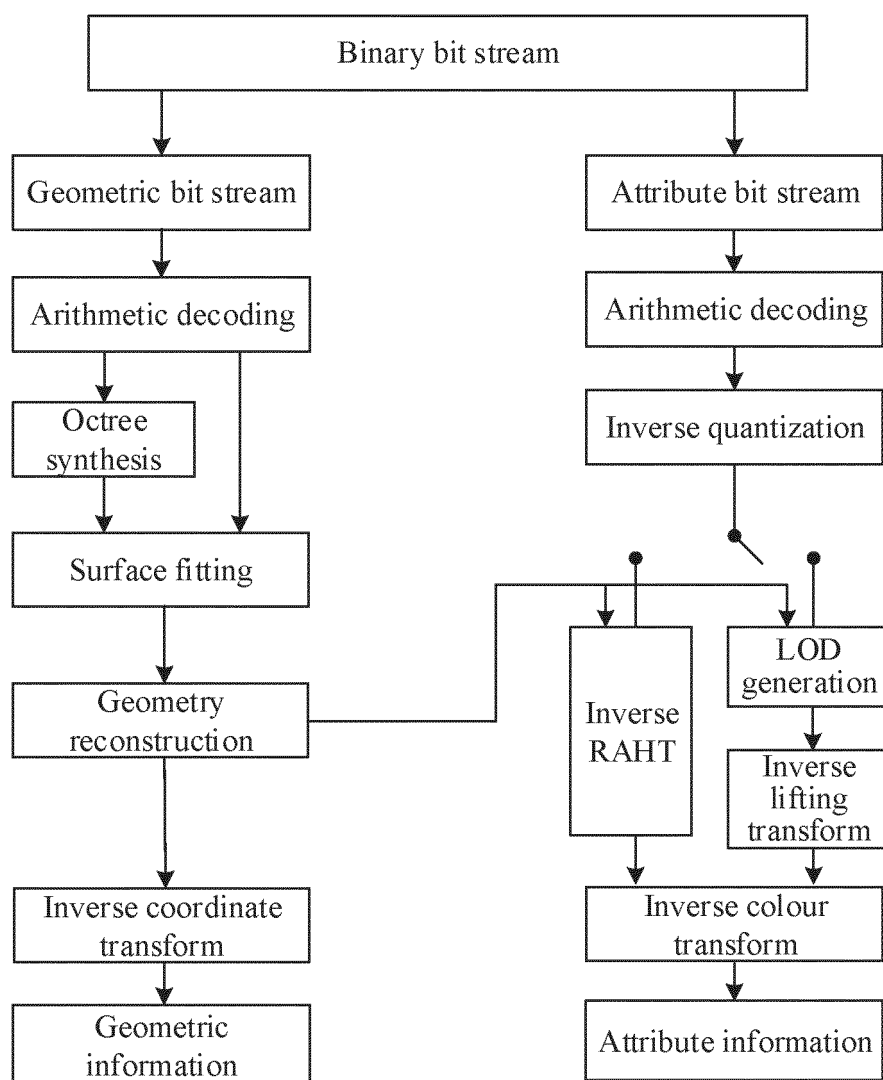 Binary bit stream
Geometric bit stream
Attribute bit stream
Arithmetic decoding
Arithmetic decoding
Octree
synthesis
Inverse quantization
Surface fitting
LOD
generation
Geometry
reconstruction
Inverse
RAHT
Inverse
lifting
transform
Inverse coordinate
transform
Inverse colour
transform
Geometric
information
Attribute information